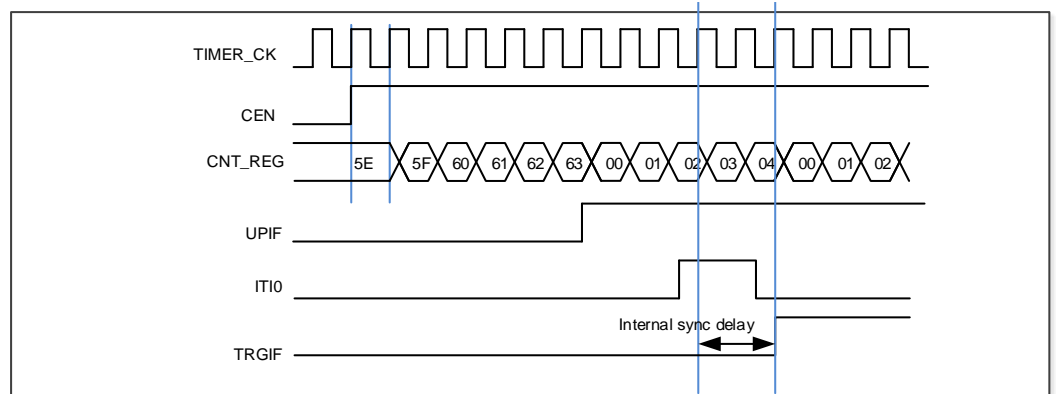 TIMER_CK
CEN
CNT_REG 5E 5F 60 61 62 63 00 01 02 03 04 00 01 02
UPIF
ITI0
Internal sync delay
TRGIF